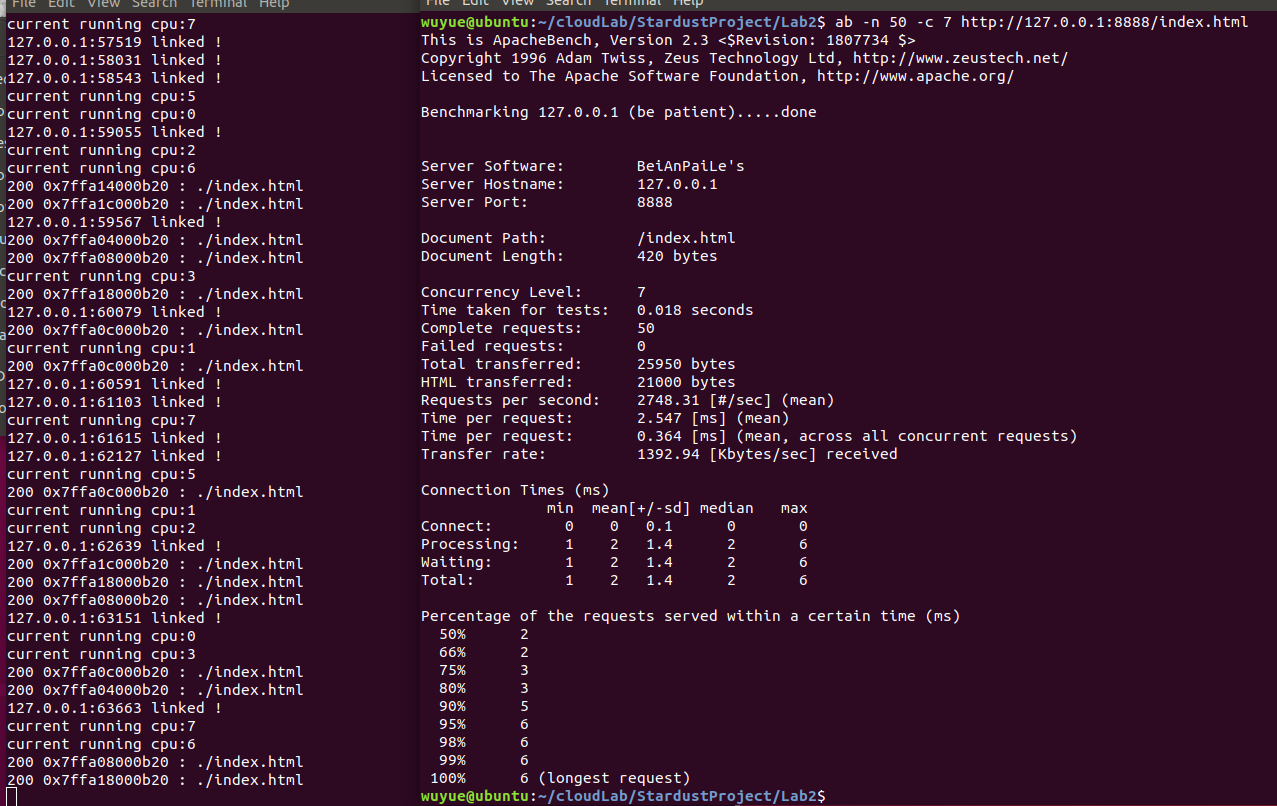 File Edit View Search Terminal Help
current running cpu:7
127.0.0.1:57519 linked !
127.0.0.1:58031 linked !
127.0.0.1:58543 linked !
current running cpu:5
current running cpu:0
127.0.0.1:59055 linked !
current running cpu:2
current running cpu:6
200 0x7ffa14000b20 : ./index.html
200 0x7ffa1c000b20 : ./index.html
127.0.0.1:59567 linked !
200 0x7ffa04000b20 : ./index.html
200 0x7ffa08000b20 : ./index.html
current running cpu:3
200 0x7ffa18000b20 : ./index.html
127.0.0.1:60079 linked !
200 0x7ffa0c000b20 : ./index.html
current running cpu:1
200 0x7ffa0c000b20 : ./index.html
127.0.0.1:60591 linked !
127.0.0.1:61103 linked !
current running cpu:7
127.0.0.1:61615 linked !
127.0.0.1:62127 linked !
current running cpu:5
200 0x7ffa0c000b20 : ./index.html
current running cpu:1
current running cpu:2
127.0.0.1:62639 linked !
200 0x7ffa1c000b20 : ./index.html
200 0x7ffa18000b20 : ./index.html
200 0x7ffa08000b20 : ./index.html
127.0.0.1:63151 linked !
current running cpu:0
current running cpu:3
200 0x7ffa0c000b20 : ./index.html
200 0x7ffa04000b20 : ./index.html
127.0.0.1:63663 linked !
current running cpu:7
current running cpu:6
200 0x7ffa08000b20 : ./index.html
200 0x7ffa18000b20 : ./index.html
File Edit View Search Terminal Help
wuyue@ubuntu:~/cloudLab/StardustProject/Lab2$ ab -n 50 -c 7 http://127.0.0.1:8888/index.html
This is ApacheBench, Version 2.3 <$Revision: 1807734 $>
Copyright 1996 Adam Twiss, Zeus Technology Ltd, http://www.zeustech.net/
Licensed to The Apache Software Foundation, http://www.apache.org/
Benchmarking 127.0.0.1 (be patient).....done
Server Software: BeiAnPaiLe's
Server Hostname: 127.0.0.1
Server Port: 8888
Document Path: /index.html
Document Length: 420 bytes
Concurrency Level: 7
Time taken for tests: 0.018 seconds
Complete requests: 50
Failed requests: 0
Total transferred: 25950 bytes
HTML transferred: 21000 bytes
Requests per second: 2748.31 [#/sec] (mean)
Time per request: 2.547 [ms] (mean)
Time per request: 0.364 [ms] (mean, across all concurrent requests)
Transfer rate: 1392.94 [Kbytes/sec] received
Connection Times (ms)
min mean[+/-sd] median max
Connect: 0 0 0.1 0 0
Processing: 1 2 1.4 2 6
Waiting: 1 2 1.4 2 6
Total: 1 2 1.4 2 6
Percentage of the requests served within a certain time (ms)
50% 2
66% 2
75% 3
80% 3
90% 5
95% 6
98% 6
99% 6
100% 6 (longest request)
wuyue@ubuntu:~/cloudLab/StardustProject/Lab2$